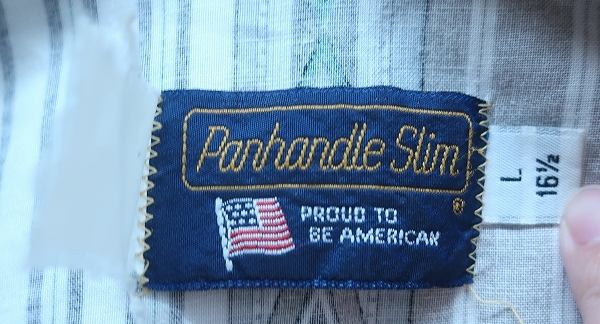 Panhandle Slim
®
PROUD TO
BE AMERICAN
L
16½